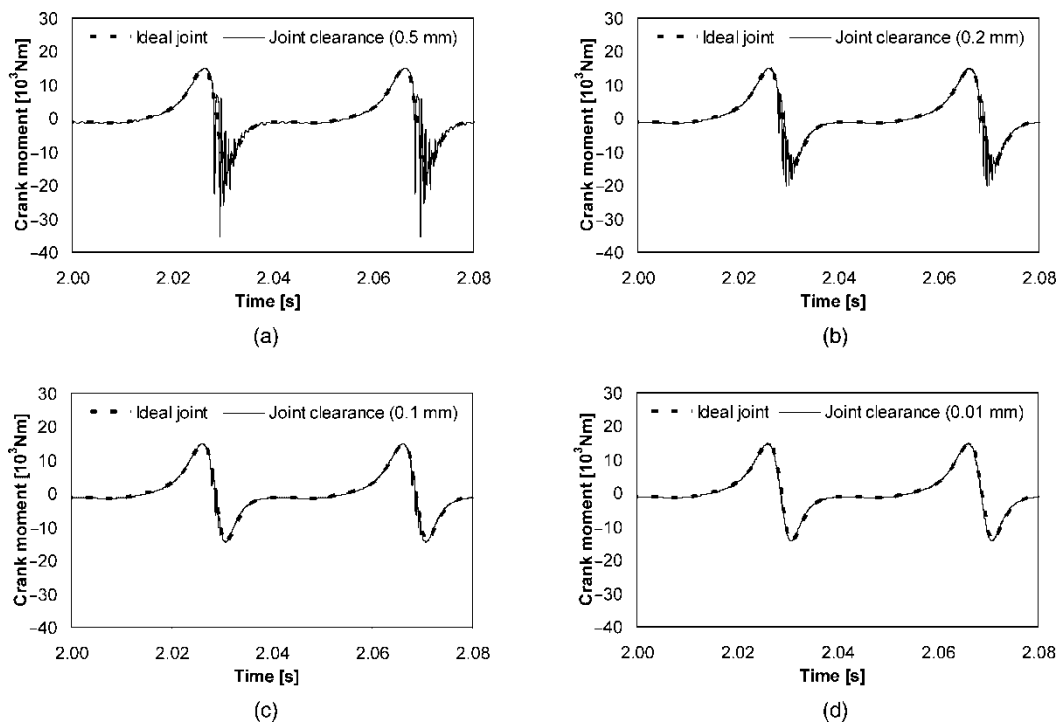 30
20
10
0
–10
–20
–30
–40
Crank moment [10³Nm]
Ideal joint Joint clearance (0.5 mm)
2.00 2.02 2.04 2.06 2.08
Time [s]
(a)
30
20
10
0
–10
–20
–30
–40
Crank moment [10³Nm]
Ideal joint Joint clearance (0.2 mm)
2.00 2.02 2.04 2.06 2.08
Time [s]
(b)
30
20
10
0
–10
–20
–30
–40
Crank moment [10³Nm]
Ideal joint Joint clearance (0.1 mm)
2.00 2.02 2.04 2.06 2.08
Time [s]
(c)
30
20
10
0
–10
–20
–30
–40
Crank moment [10³Nm]
Ideal joint Joint clearance (0.01 mm)
2.00 2.02 2.04 2.06 2.08
Time [s]
(d)